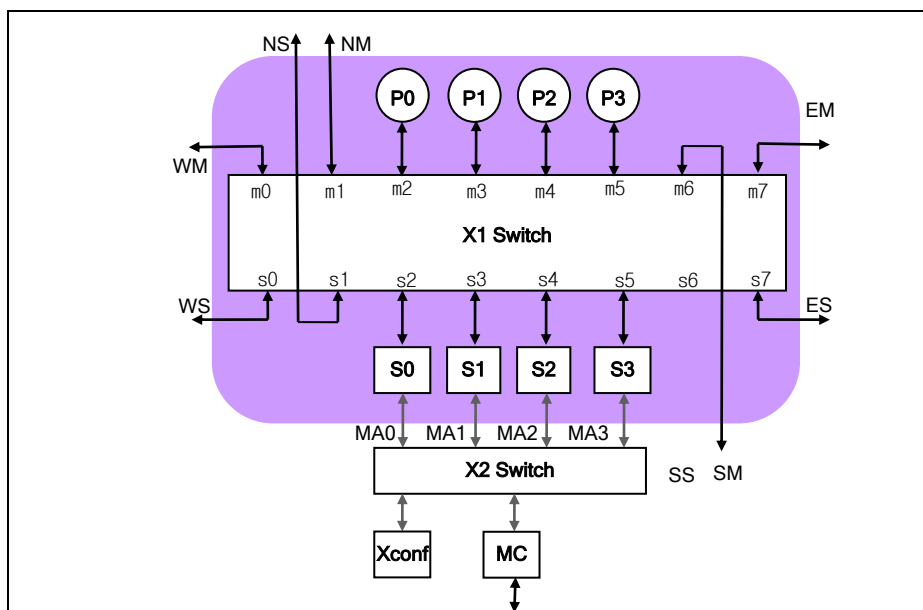 NS NM
P0 P1 P2 P3
EM
WM
m0 m1 m2 m3 m4 m5 m6 m7
X1 Switch
s0 s1 s2 s3 s4 s5 s6 s7
WS ES
S0 S1 S2 S3
MA0 MA1 MA2 MA3
X2 Switch
SS SM
Xconf MC